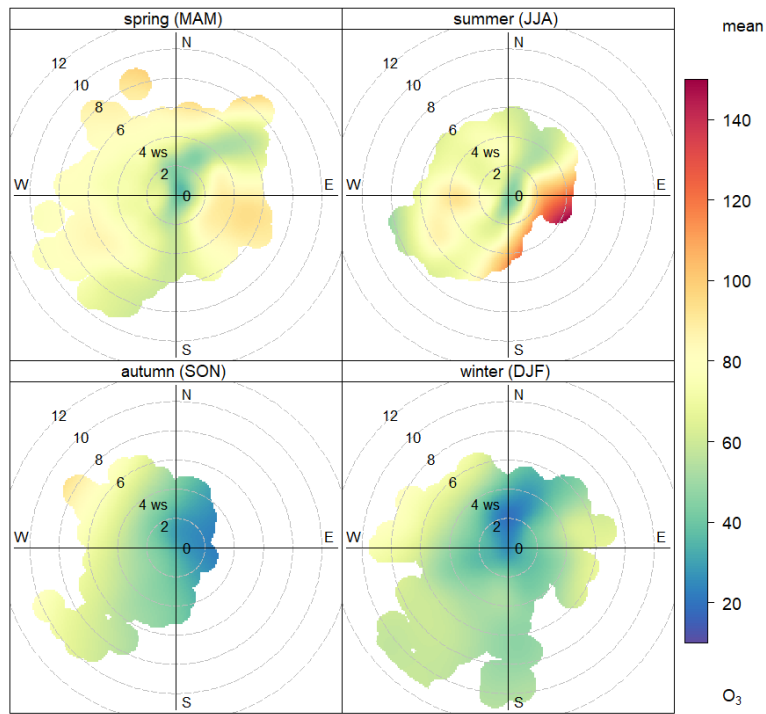 spring (MAM)
N
12
10
8
6
4 ws
2
0
W
E
S
summer (JJA)
N
12
10
8
6
4 ws
2
0
W
E
S
autumn (SON)
N
12
10
8
6
4 ws
2
0
W
E
S
winter (DJF)
N
12
10
8
6
4 ws
2
0
W
E
S
mean
140
120
100
80
60
40
20
O₃